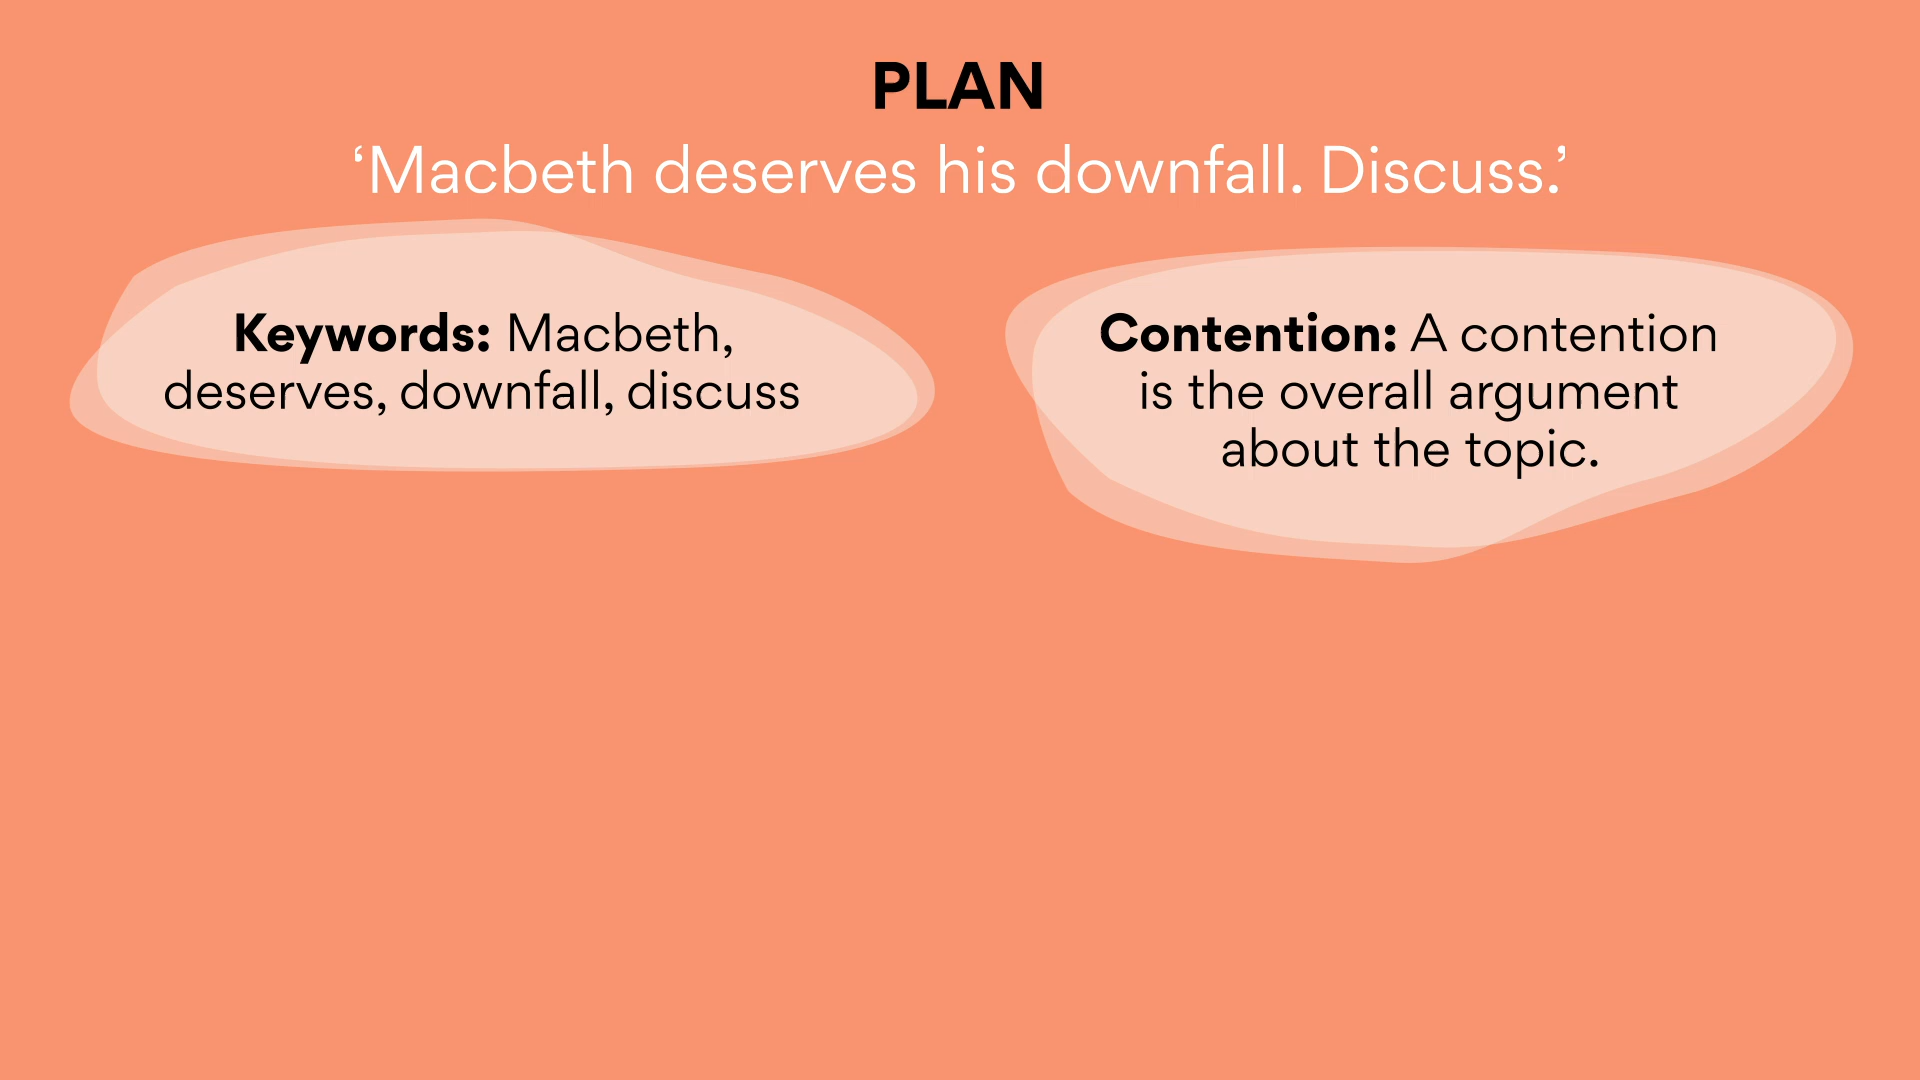 PLAN
‘Macbeth deserves his downfall. Discuss.’
Keywords: Macbeth,
deserves, downfall, discuss
Contention: A contention
is the overall argument
about the topic.